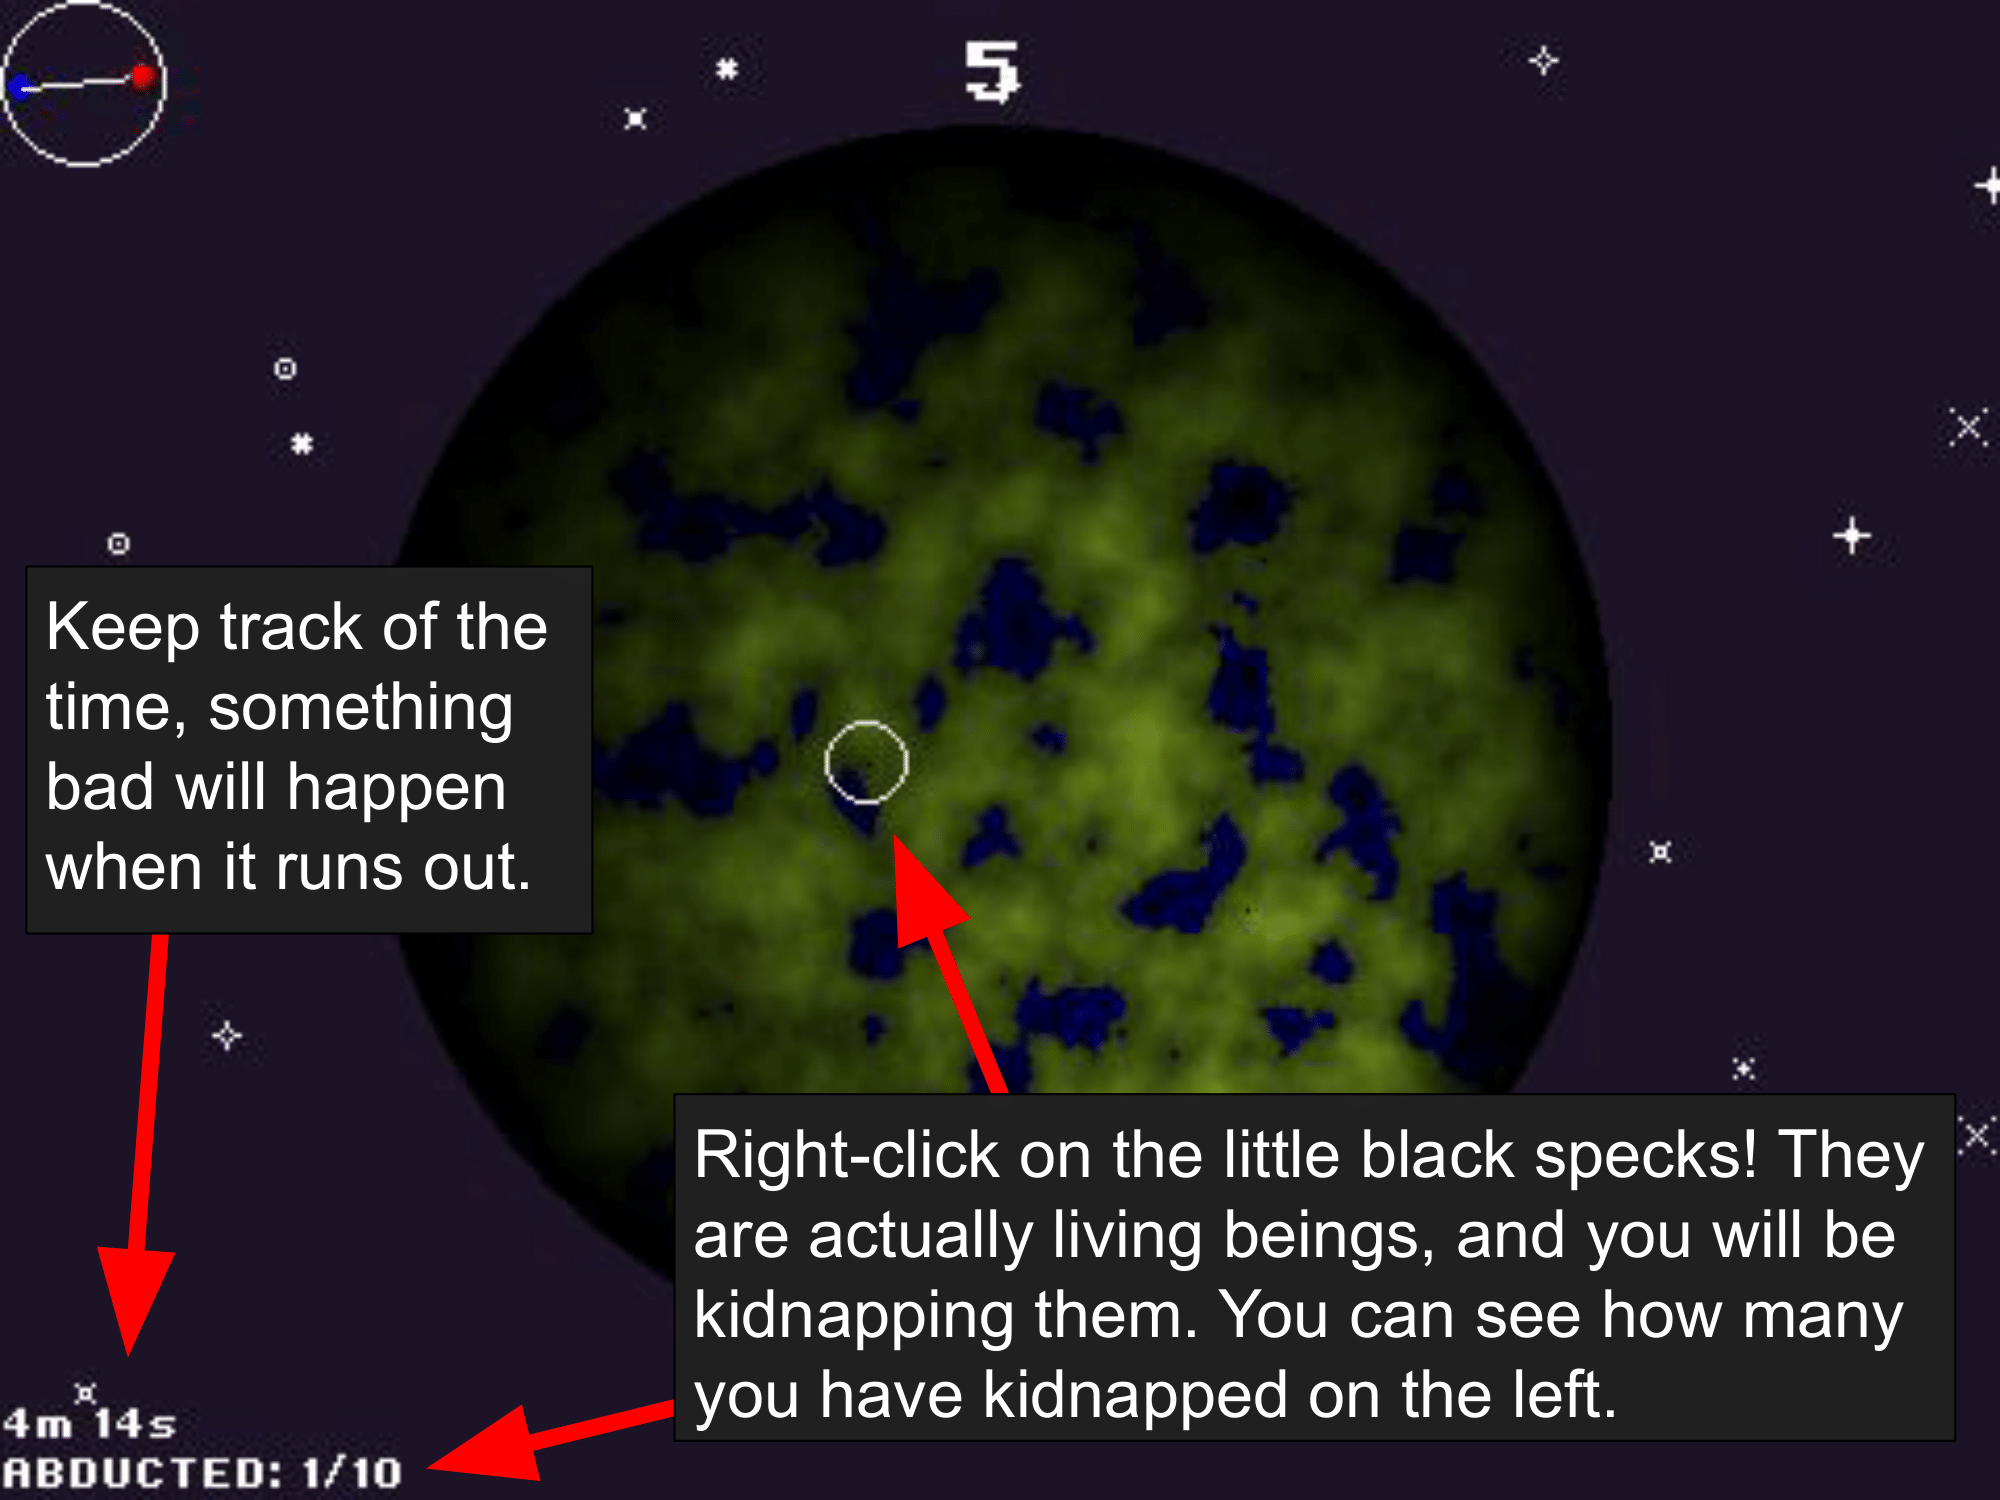 5
Keep track of the
time, something
bad will happen
when it runs out.
Right-click on the little black specks! They
are actually living beings, and you will be
kidnapping them. You can see how many
you have kidnapped on the left.
4m 14s
ABDUCTED: 1/10